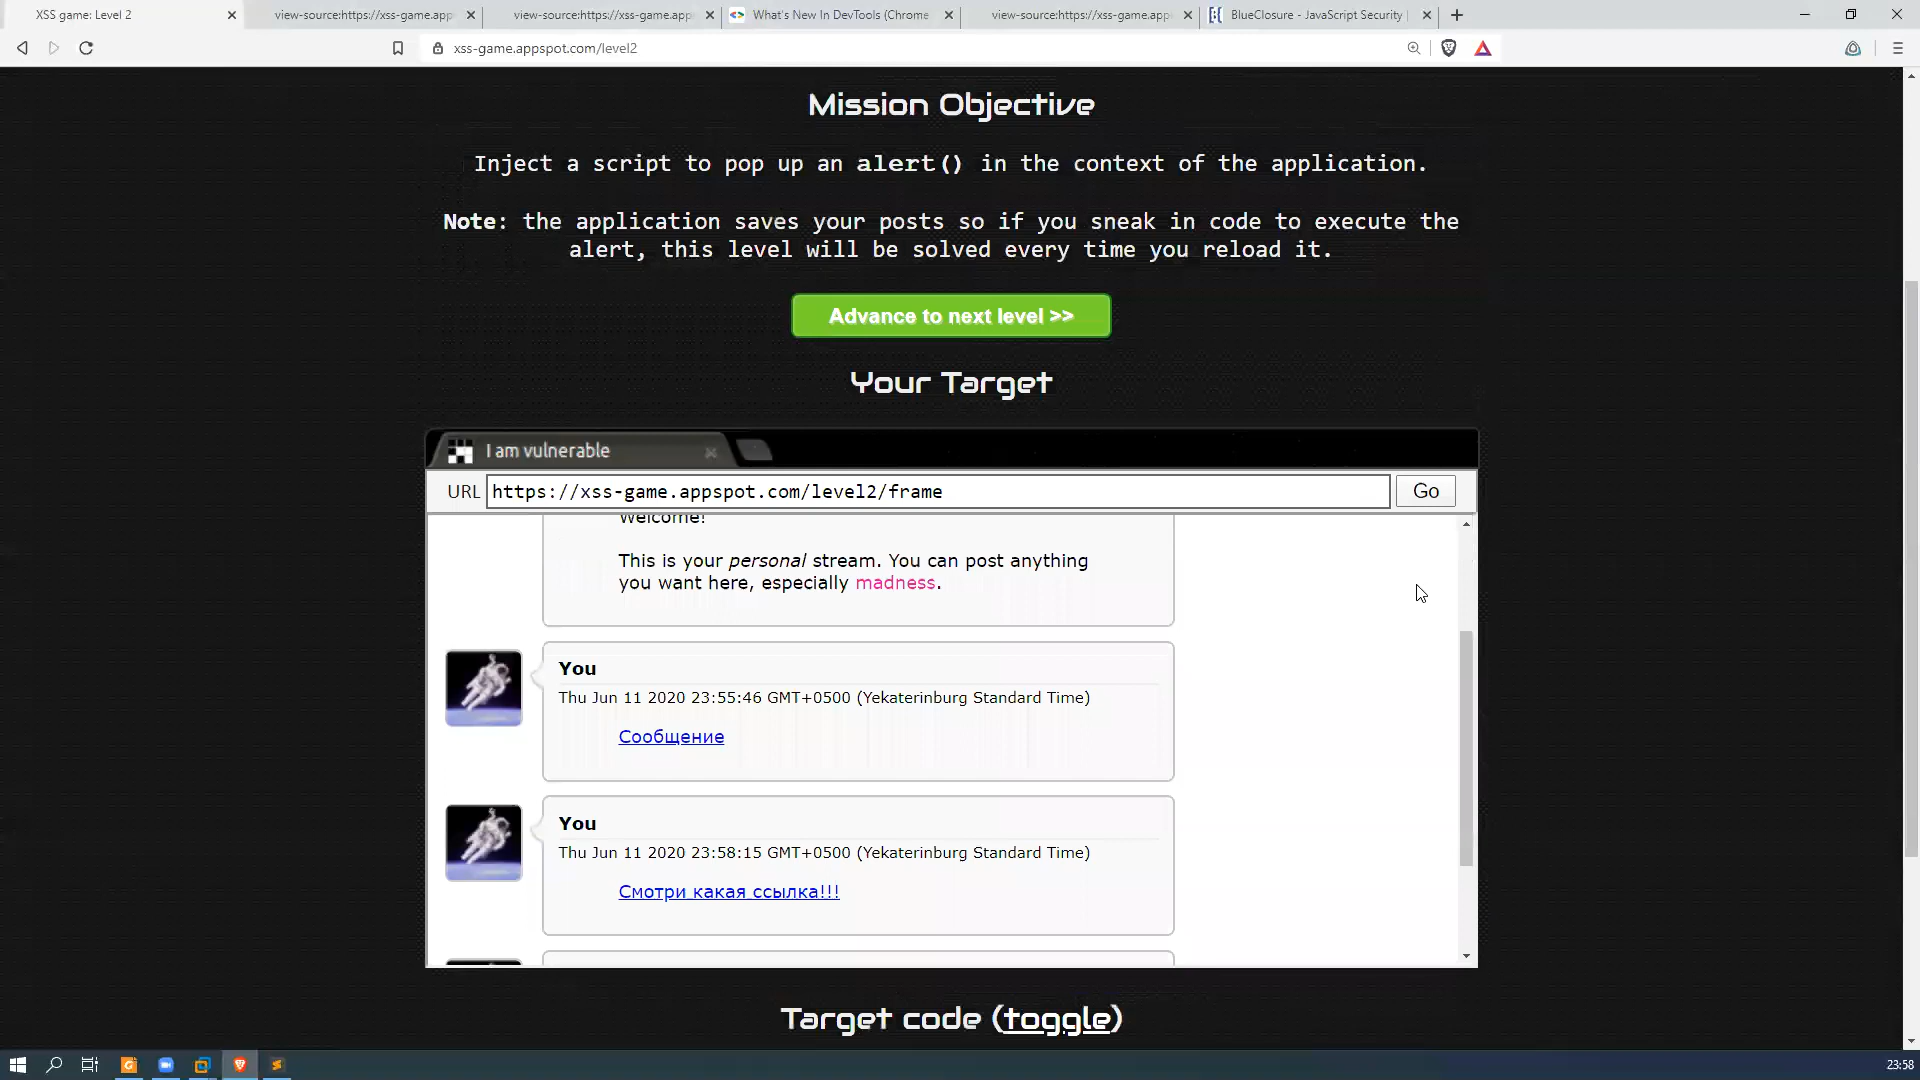 XSS game: Level 2
view-source:https://xss-game.app
view-source:https://xss-game.app
What's New In DevTools (Chrome
view-source:https://xss-game.app
BlueClosure - JavaScript Security
xss-game.appspot.com/level2
Mission Objective
Inject a script to pop up an alert() in the context of the application.
Note: the application saves your posts so if you sneak in code to execute the
alert, this level will be solved every time you reload it.
Advance to next level >>
Your Target
I am vulnerable
URL https://xss-game.appspot.com/level2/frame Go
Welcome!
This is your personal stream. You can post anything
you want here, especially madness.
You
Thu Jun 11 2020 23:55:46 GMT+0500 (Yekaterinburg Standard Time)
Сообщение
You
Thu Jun 11 2020 23:58:15 GMT+0500 (Yekaterinburg Standard Time)
Смотри какая ссылка!!!
Target code (toggle)
23:58